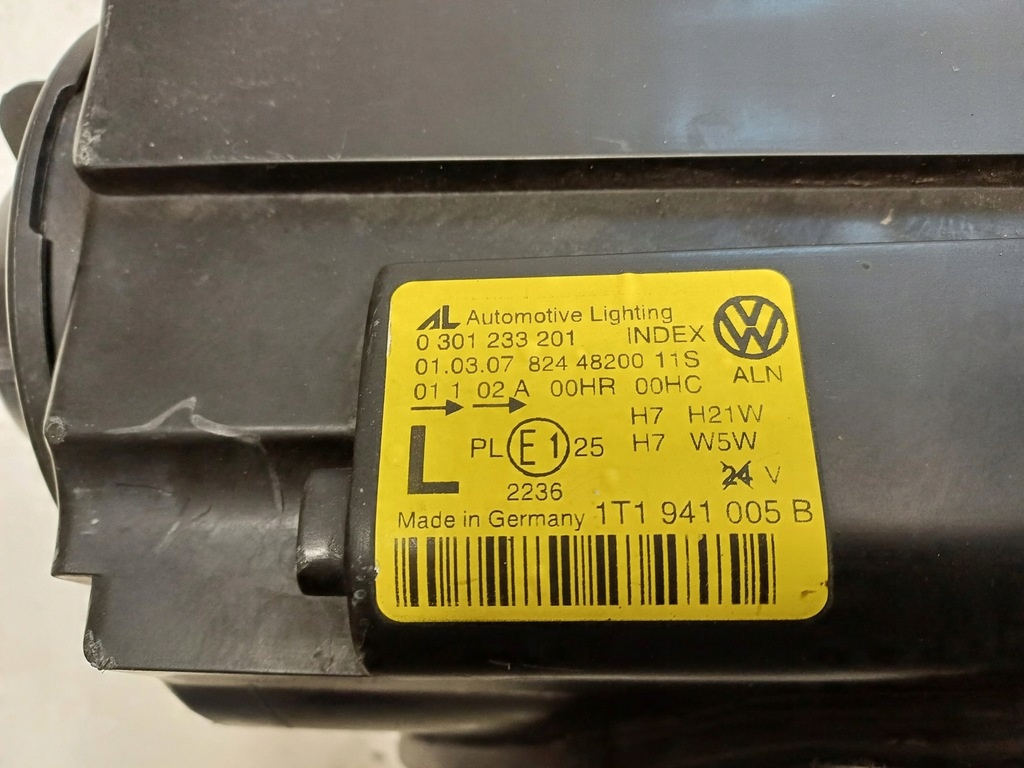 AL Automotive Lighting
0 301 233 201 INDEX
01.03.07 824 48200 11S
ALN
01 1 02 A 00HR 00HC
H7 H21W
L PL E1 25 H7 W5W
24 V
2236
Made in Germany 1T1 941 005 B